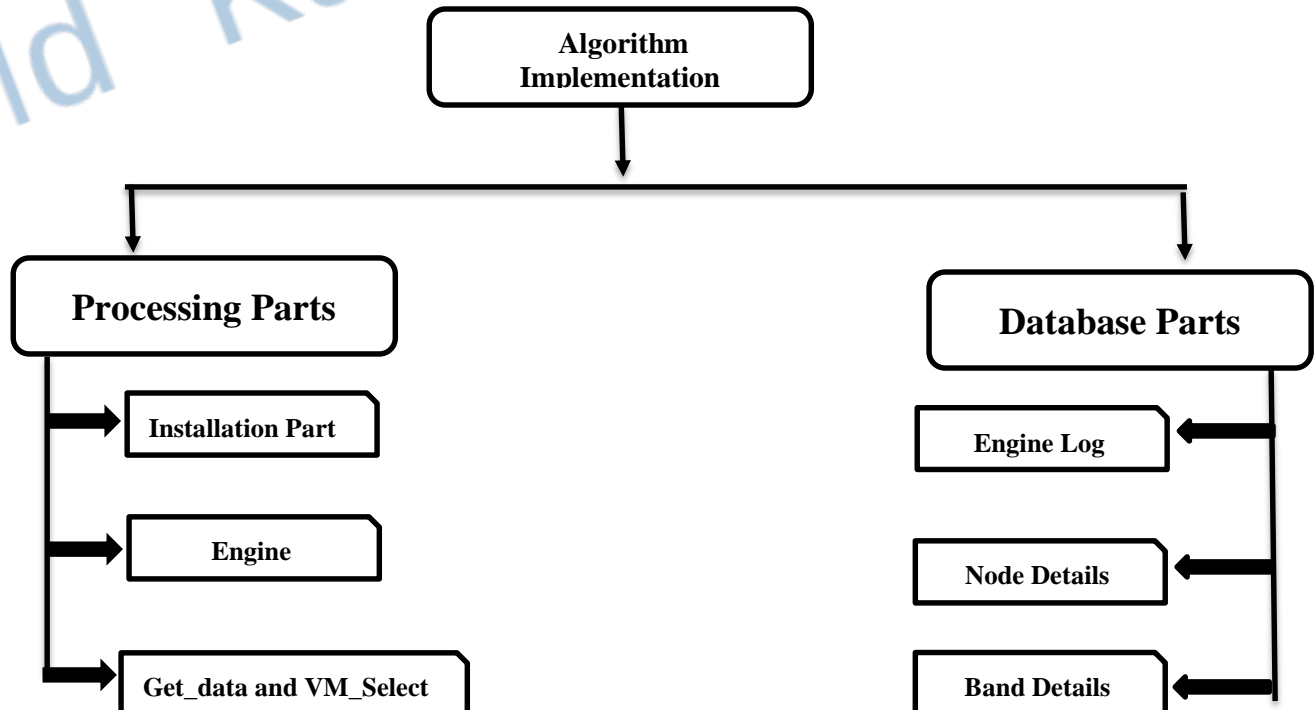 Algorithm
Implementation
Processing Parts
Database Parts
Installation Part
Engine Log
Engine
Node Details
Get_data and VM_Select
Band Details